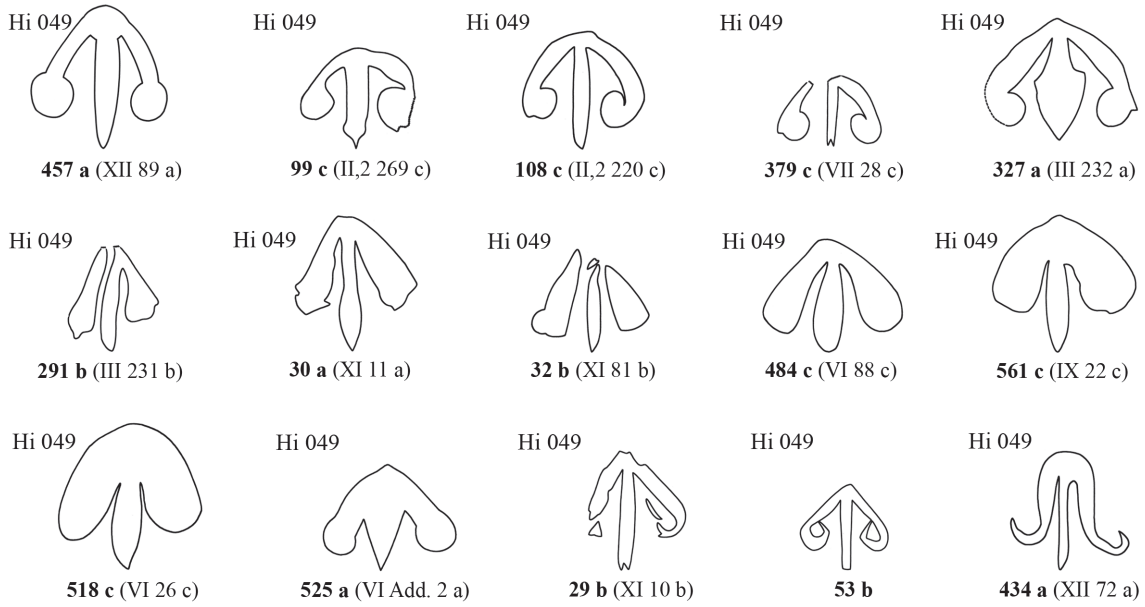 Hi 049
Hi 049
Hi 049
Hi 049
Hi 049
457 a (XII 89 a)
99 c (II,2 269 c)
108 c (II,2 220 c)
379 c (VII 28 c)
327 a (III 232 a)
Hi 049
Hi 049
Hi 049
Hi 049
Hi 049
291 b (III 231 b)
30 a (XI 11 a)
32 b (XI 81 b)
484 c (VI 88 c)
561 c (IX 22 c)
Hi 049
Hi 049
Hi 049
Hi 049
Hi 049
518 c (VI 26 c)
525 a (VI Add. 2 a)
29 b (XI 10 b)
53 b
434 a (XII 72 a)